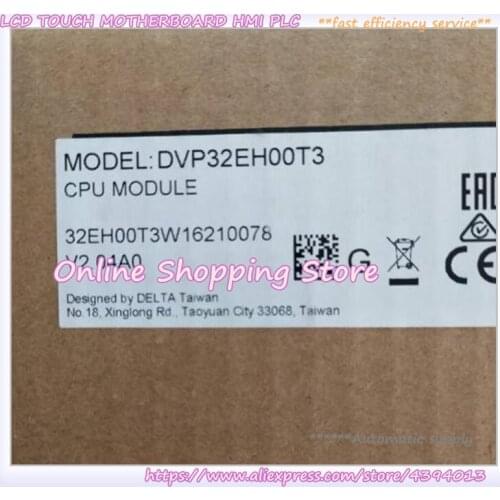 LCD TOUCH MOTHERBOARD HMI PLC
**fast efficiency service**
MODEL: DVP32EH00T3
CPU MODULE
32EH00T3W16210078
V2.04A0
G
EAC
CE
Online Shopping Store
Designed by DELTA Taiwan
No.18, Xinglong Rd., Taoyuan City 33068, Taiwan
******Automatic supply******
https://www.aliexpress.com/store/4394013